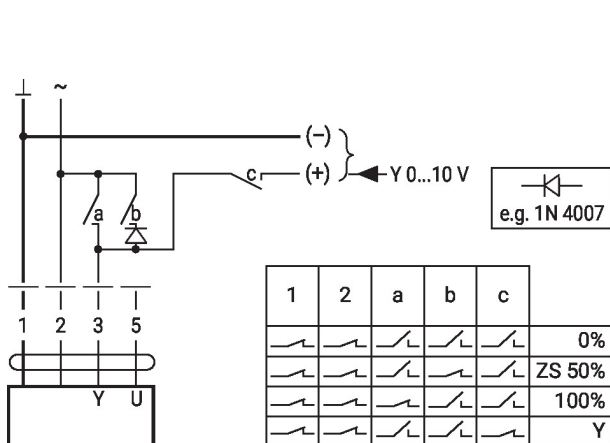 ⊥ ~
(–)
(+) Y 0...10 V
c
a b
e.g. 1N 4007
1 2 3 5
Y U
1 2 a b c
0%
ZS 50%
100%
Y